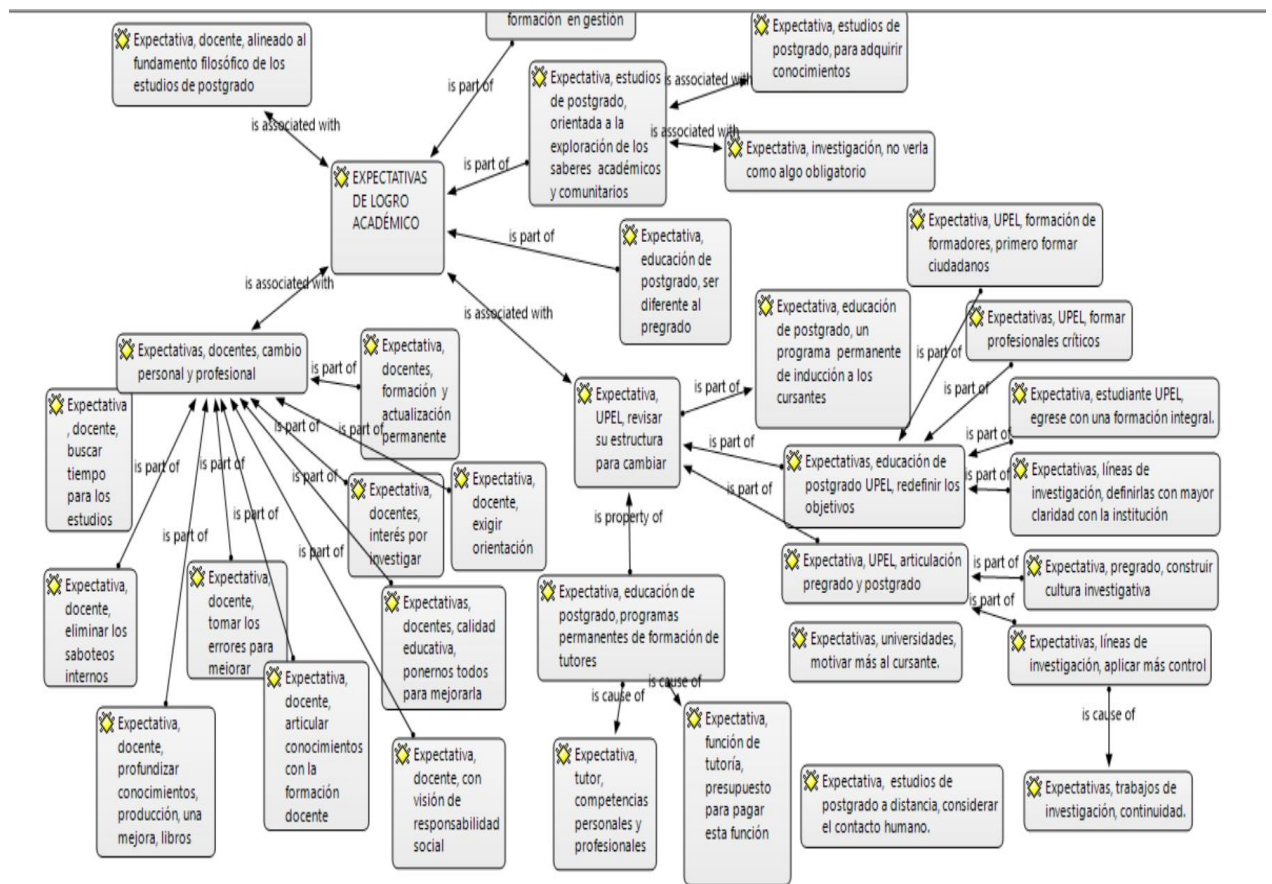 formación en gestión
Expectativa, docente, alineado al
fundamento filosófico de los
estudios de postgrado
Expectativa, estudios de
postgrado, para adquirir
conocimientos
is part of
Expectativa, estudios
de postgrado,
orientada a la
exploración de los
saberes académicos
y comunitarios
is associated with
is associated with
is associated with
Expectativa, investigación, no verla
como algo obligatorio
is part of
EXPECTATIVAS
DE LOGRO
ACADÉMICO
is part of
Expectativa,
educación de
postgrado, ser
diferente al
pregrado
Expectativa, UPEL, formación de
formadores, primero formar
ciudadanos
is associated with
is associated with
Expectativa, educación
de postgrado, un
programa permanente
de inducción a los
cursantes
Expectativas, UPEL, formar
profesionales críticos
Expectativas, docentes, cambio
personal y profesional
is part of
Expectativa,
docentes,
formación y
actualización
permanente
is part of
is part of
is part of
Expectativa, estudiante UPEL,
egrese con una formación integral.
Expectativa,
UPEL, revisar
su estructura
para cambiar
Expectativa
, docente,
buscar
tiempo
para los
estudios
is part of
is part of
is part of
is part of
is part of
is part of
is part of
is part of
Expectativas, educación de
postgrado UPEL, redefinir los
objetivos
is part of
is part of
Expectativas, líneas de
investigación, definirlas con mayor
claridad con la institución
Expectativa,
docentes,
interés por
investigar
Expectativa,
docente,
exigir
orientación
is property of
is part of
Expectativa, UPEL, articulación
pregrado y postgrado
is part of
Expectativa, pregrado, construir
cultura investigativa
Expectativa,
docente,
eliminar los
saboteos
internos
Expectativa,
docente,
tomar los
errores para
mejorar
Expectativas,
docentes, calidad
educativa,
ponernos todos
para mejorarla
Expectativa, educación de
postgrado, programas
permanentes de formación de
tutores
is part of
Expectativas, universidades,
motivar más al cursante.
Expectativas, líneas de
investigación, aplicar más control
Expectativa,
docente,
articular
conocimientos
con la
formación
docente
is cause of
is cause of
is cause of
Expectativa,
docente,
profundizar
conocimientos,
producción, una
mejora, libros
Expectativa,
docente, con
visión de
responsabilidad
social
Expectativa,
tutor,
competencias
personales y
profesionales
Expectativa,
función de
tutoría,
presupuesto
para pagar
esta función
Expectativa, estudios de
postgrado a distancia, considerar
el contacto humano.
Expectativas, trabajos de
investigación, continuidad.